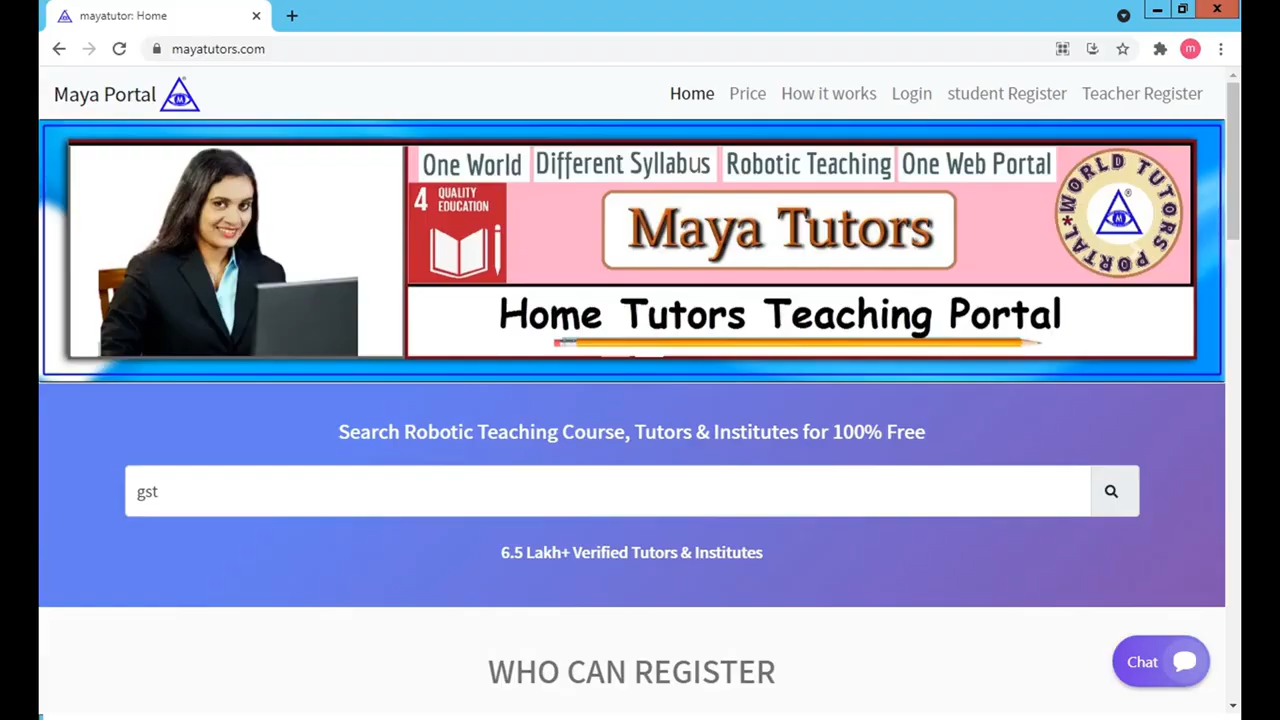 mayatutor: Home
mayatutors.com
m
Maya Portal
M
Home Price How it works Login student Register Teacher Register
One World Different Syllabus Robotic Teaching One Web Portal
4 QUALITY
EDUCATION
Maya Tutors
WORLD TUTORS PORTAL*
M
Home Tutors Teaching Portal
Search Robotic Teaching Course, Tutors & Institutes for 100% Free
gst
6.5 Lakh+ Verified Tutors & Institutes
WHO CAN REGISTER
Chat